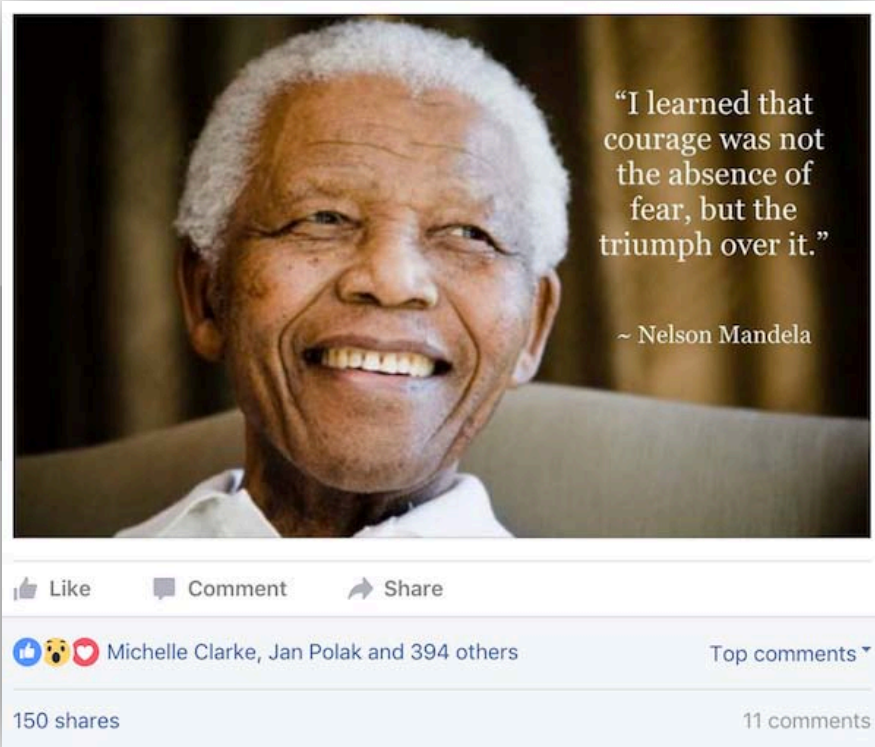 “I learned that
courage was not
the absence of
fear, but the
triumph over it.”
~ Nelson Mandela
Like Comment Share
Michelle Clarke, Jan Polak and 394 others Top comments
150 shares 11 comments